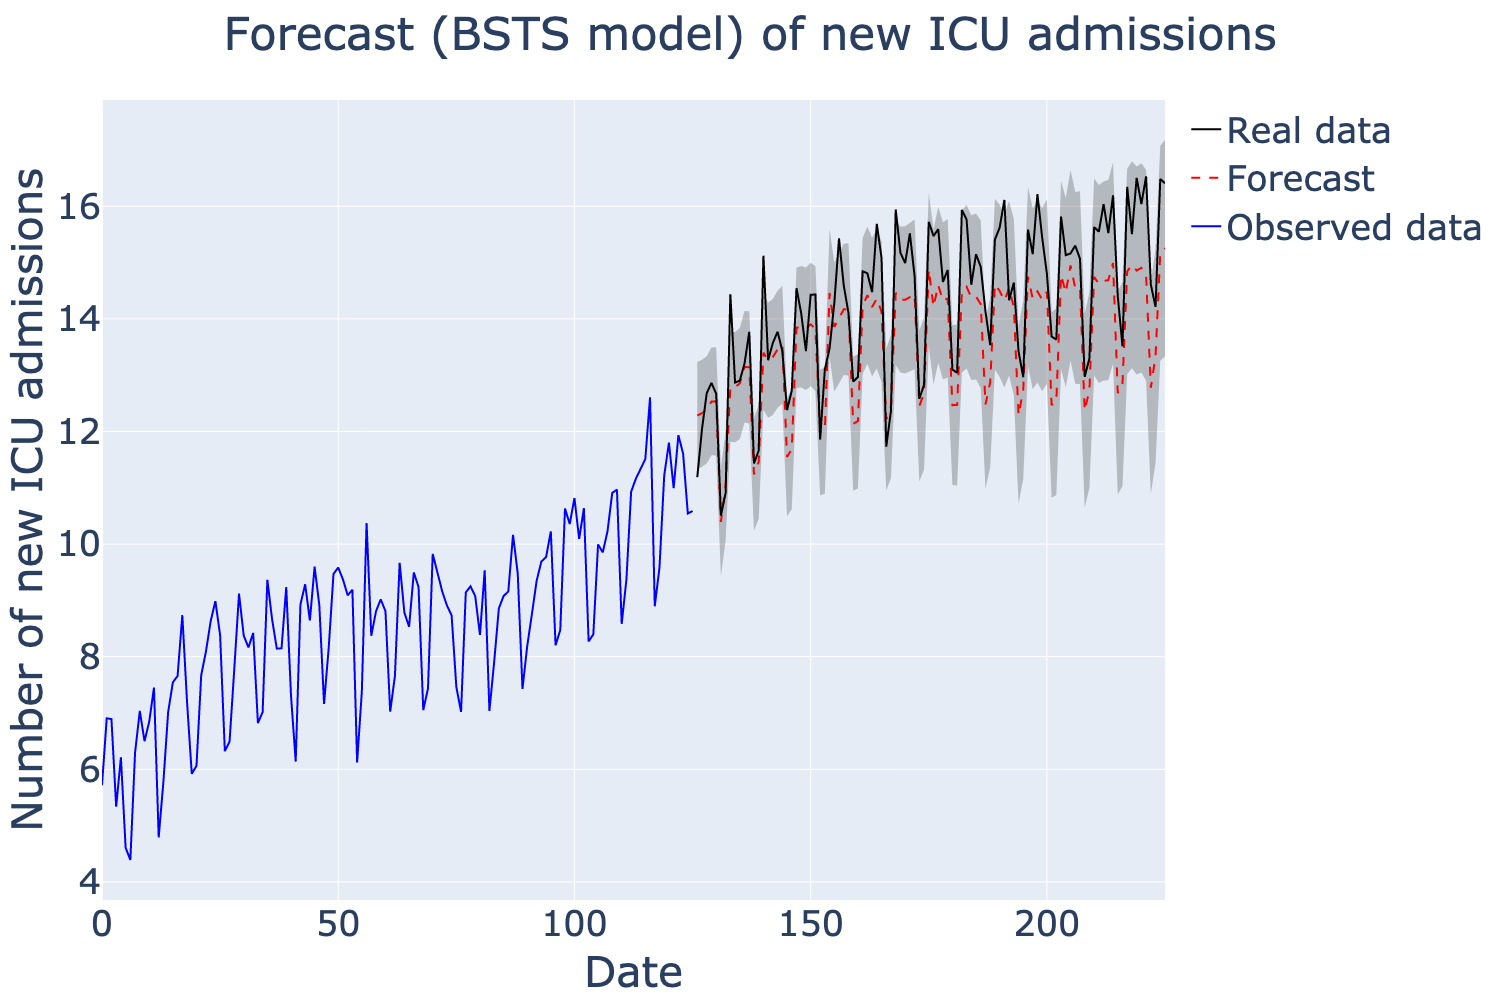 Forecast (BSTS model) of new ICU admissions
Real data
Forecast
Observed data
Number of new ICU admissions
16
14
12
10
8
6
4
0 50 100 150 200
Date